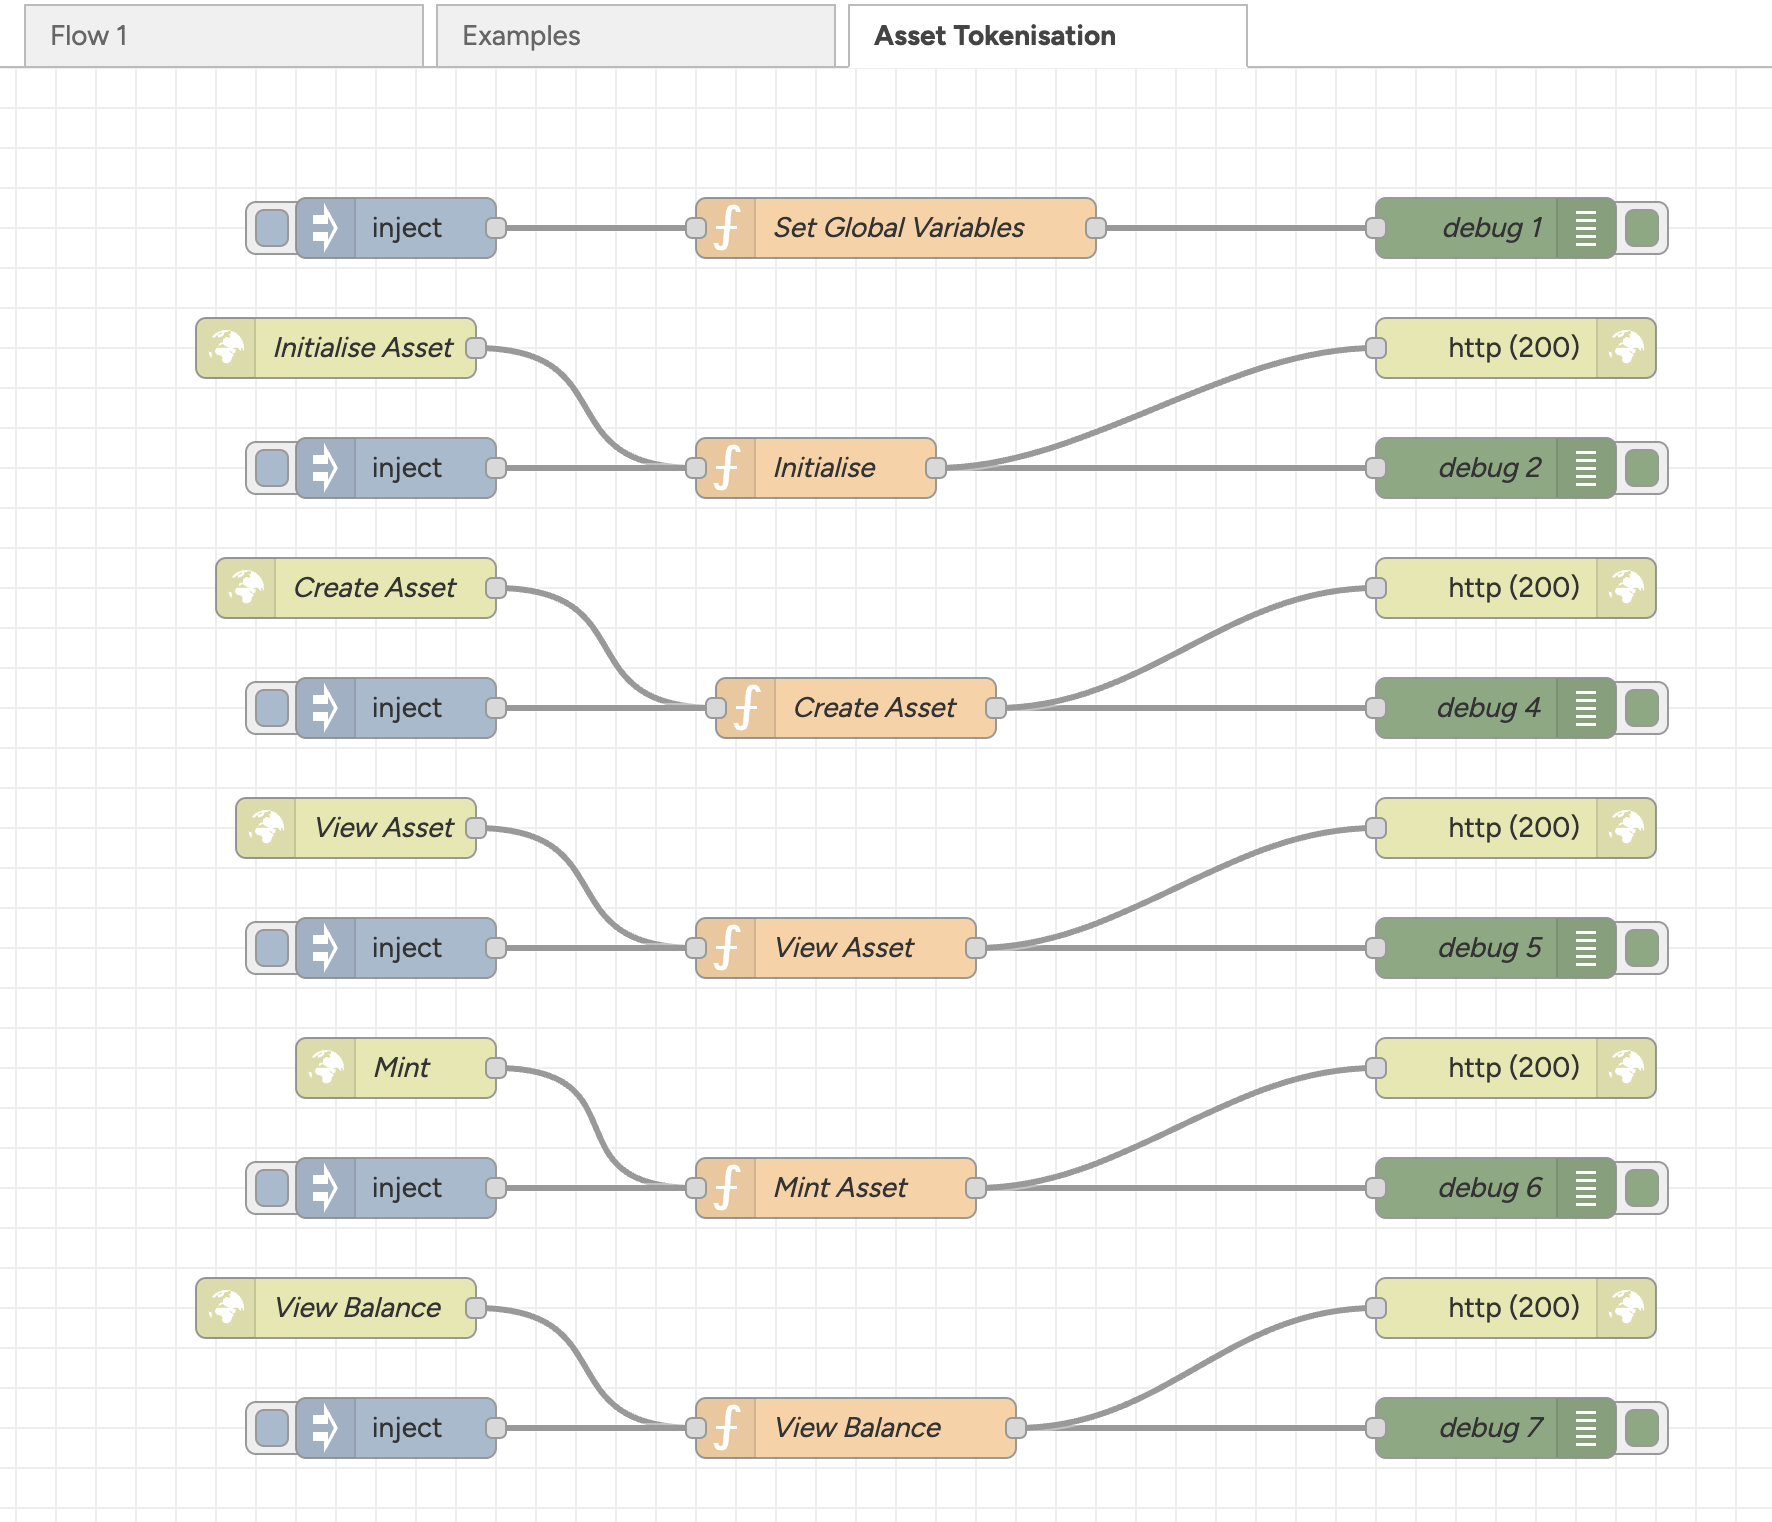 Flow 1
Examples
Asset Tokenisation
inject
Set Global Variables
debug 1
Initialise Asset
http (200)
inject
Initialise
debug 2
Create Asset
http (200)
inject
Create Asset
debug 4
View Asset
http (200)
inject
View Asset
debug 5
Mint
http (200)
inject
Mint Asset
debug 6
View Balance
http (200)
inject
View Balance
debug 7